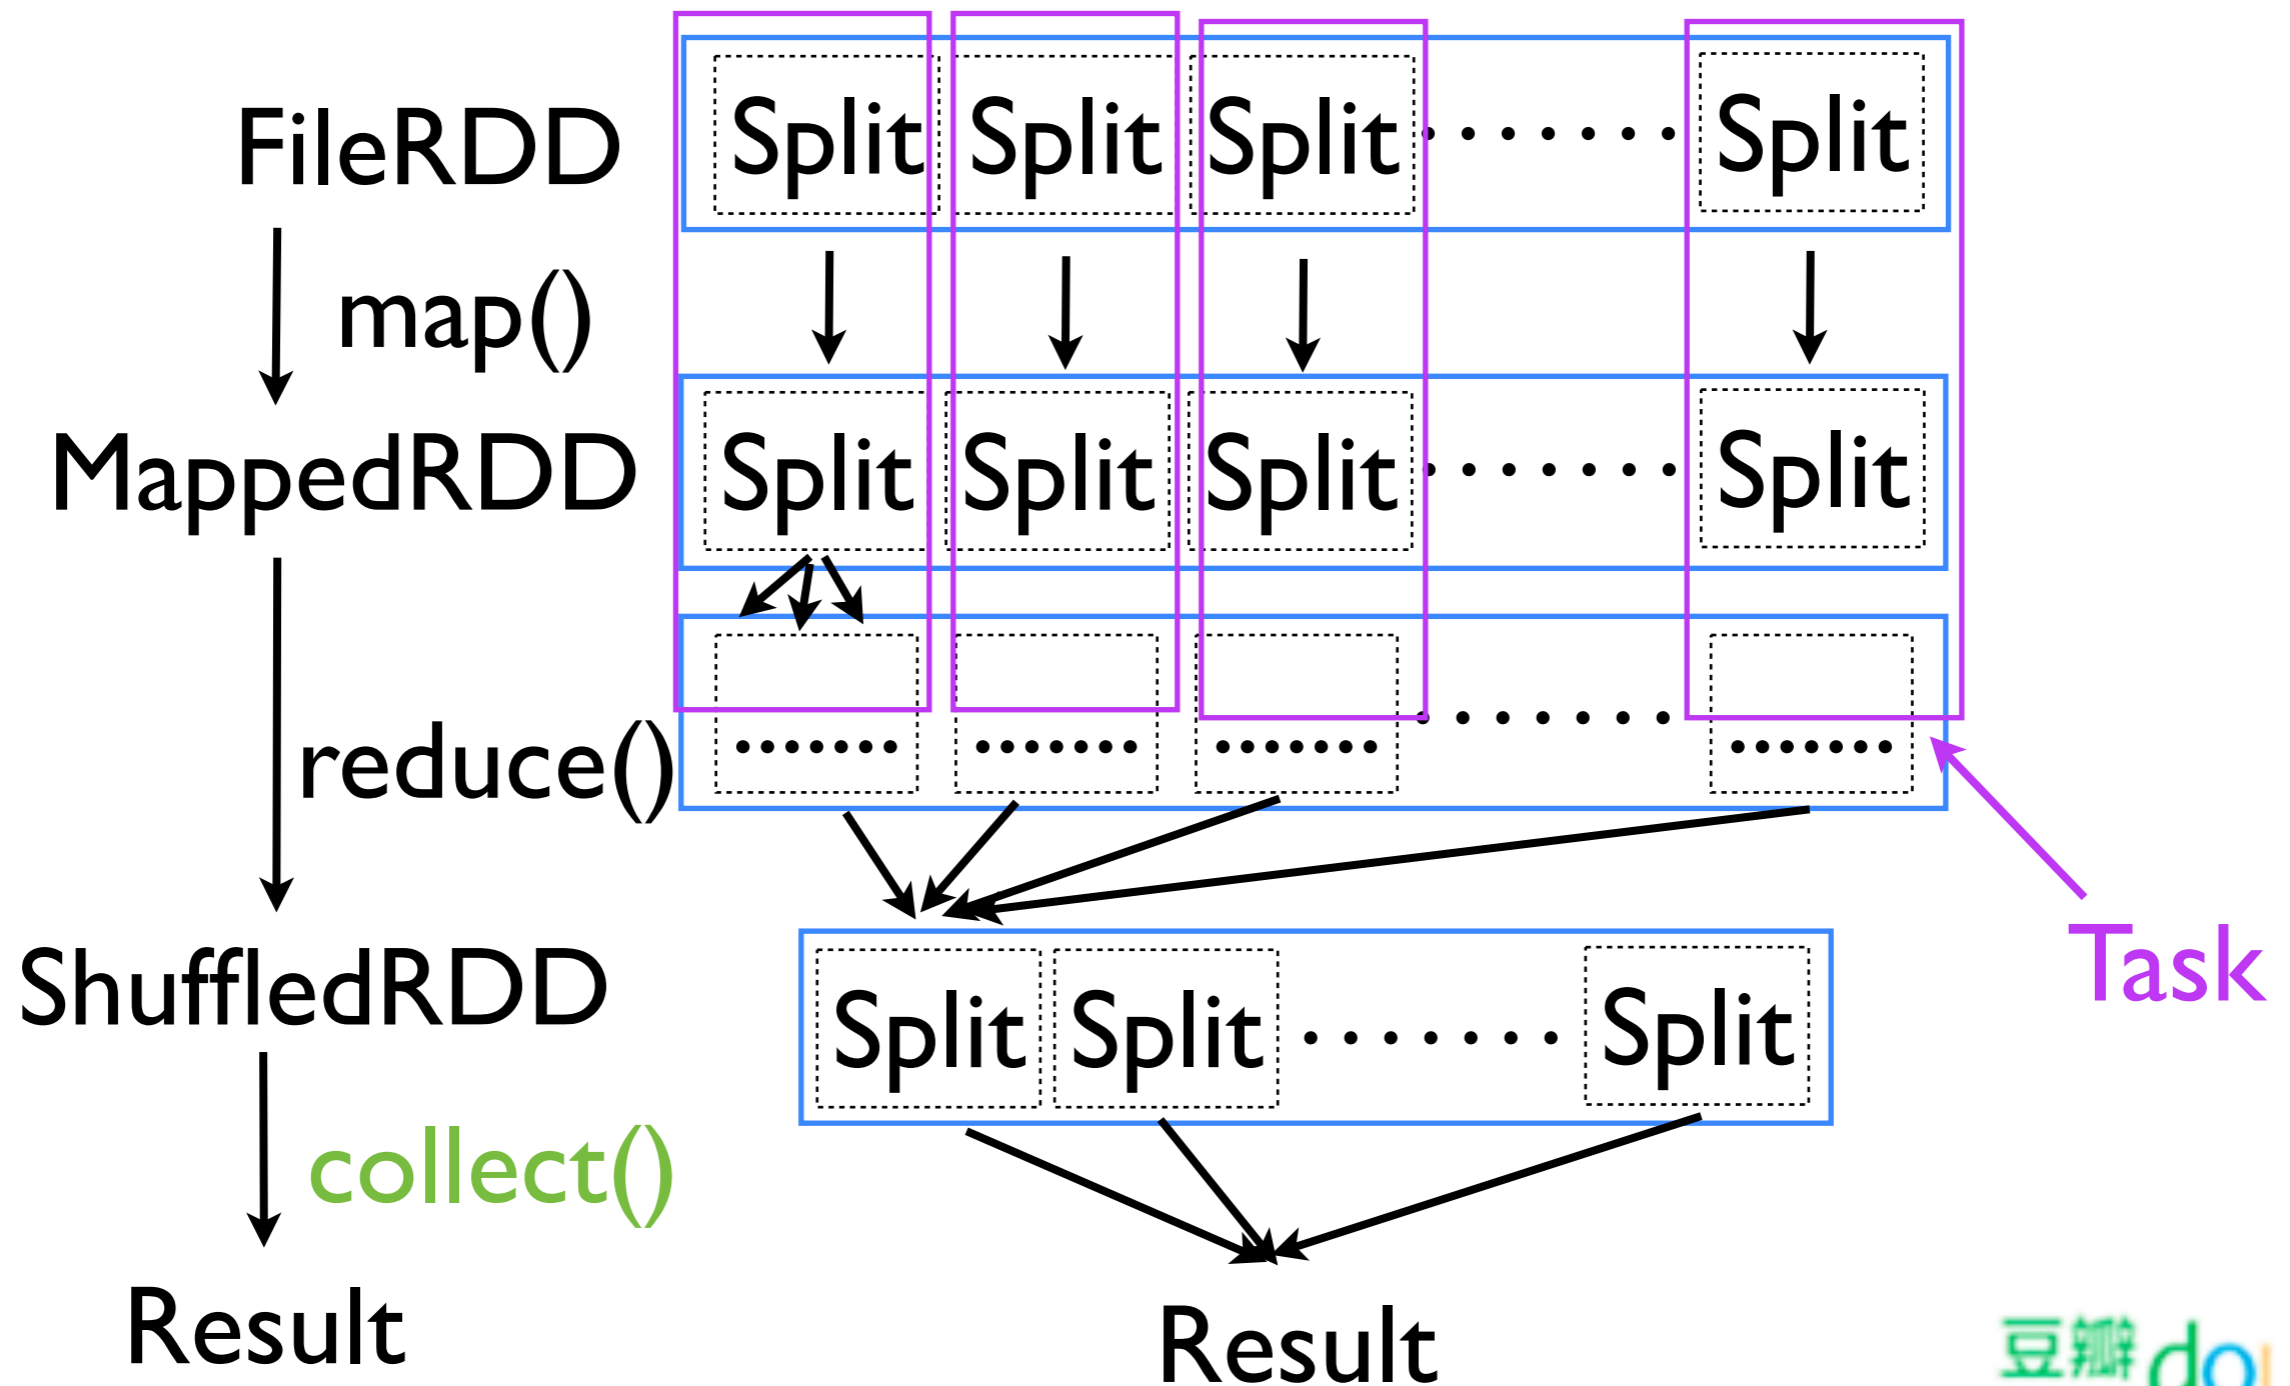 FileRDD
Split Split Split ....... Split
map()
MappedRDD
Split Split Split ....... Split
reduce()
Task
ShuffledRDD
Split Split ....... Split
collect()
Result
Result
豆瓣